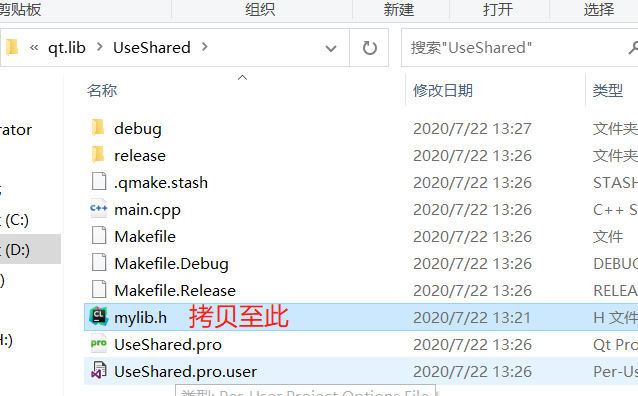 剪贴板 组织 新建 打开 选择
« qt.lib > UseShared > 搜索"UseShared"
名称 修改日期 类型
debug 2020/7/22 13:27 文件夹
release 2020/7/22 13:26 文件夹
.qmake.stash 2020/7/22 13:26 STASH
main.cpp 2020/7/22 13:26 C++ S
Makefile 2020/7/22 13:26 文件
Makefile.Debug 2020/7/22 13:26 DEBUG
Makefile.Release 2020/7/22 13:26 RELEA
mylib.h 拷贝至此 2020/7/22 13:21 H 文件
UseShared.pro 2020/7/22 13:26 Qt Pro
UseShared.pro.user 2020/7/22 13:26 Per-Us
类型: Per-User Project Options File
rator
(C:)
(D:)
H:)